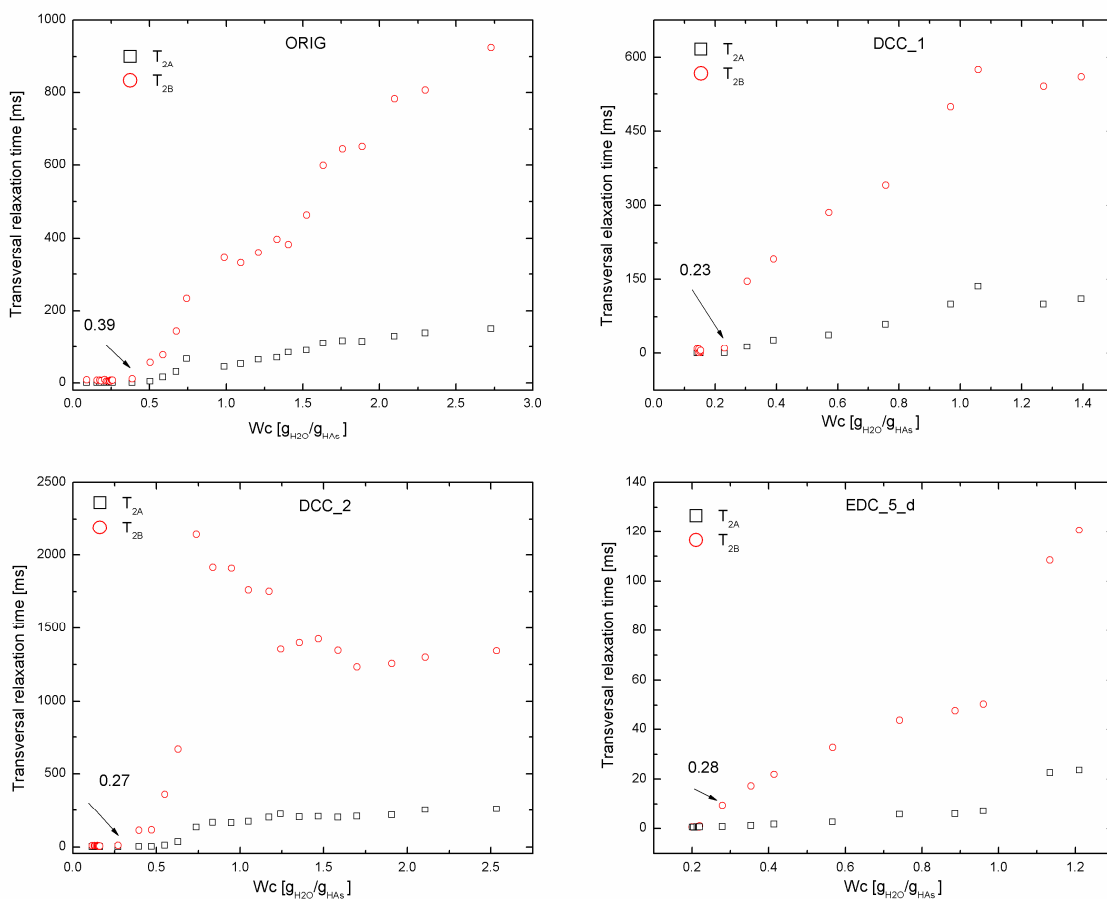 ORIG
T2A
T2B
Transversal relaxation time [ms]
1000
800
600
400
200
0
0.39
0.0 0.5 1.0 1.5 2.0 2.5 3.0
Wc [gH2O/gHAs]
DCC_1
T2A
T2B
Transversal elaxation time [ms]
600
450
300
150
0
0.23
0.0 0.2 0.4 0.6 0.8 1.0 1.2 1.4
Wc [gH2O/gHAs]
DCC_2
T2A
T2B
Transversal relaxation time [ms]
2500
2000
1500
1000
500
0
0.27
0.0 0.5 1.0 1.5 2.0 2.5
Wc [gH2O/gHAs]
EDC_5_d
T2A
T2B
Transversal relaxation time [ms]
140
120
100
80
60
40
20
0
0.28
0.2 0.4 0.6 0.8 1.0 1.2
Wc [gH2O/gHAs]